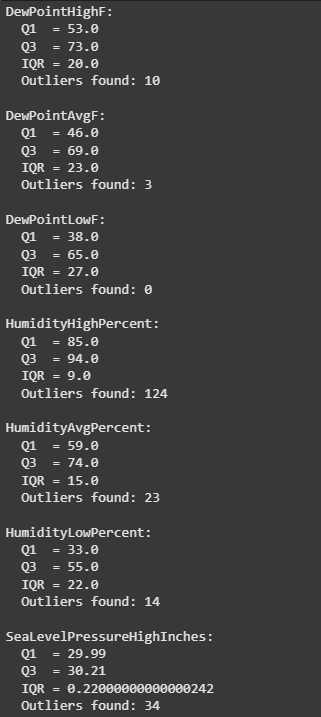 DewPointHighF:
  Q1  = 53.0
  Q3  = 73.0
  IQR = 20.0
  Outliers found: 10

DewPointAvgF:
  Q1  = 46.0
  Q3  = 69.0
  IQR = 23.0
  Outliers found: 3

DewPointLowF:
  Q1  = 38.0
  Q3  = 65.0
  IQR = 27.0
  Outliers found: 0

HumidityHighPercent:
  Q1  = 85.0
  Q3  = 94.0
  IQR = 9.0
  Outliers found: 124

HumidityAvgPercent:
  Q1  = 59.0
  Q3  = 74.0
  IQR = 15.0
  Outliers found: 23

HumidityLowPercent:
  Q1  = 33.0
  Q3  = 55.0
  IQR = 22.0
  Outliers found: 14

SeaLevelPressureHighInches:
  Q1  = 29.99
  Q3  = 30.21
  IQR = 0.22000000000000242
  Outliers found: 34